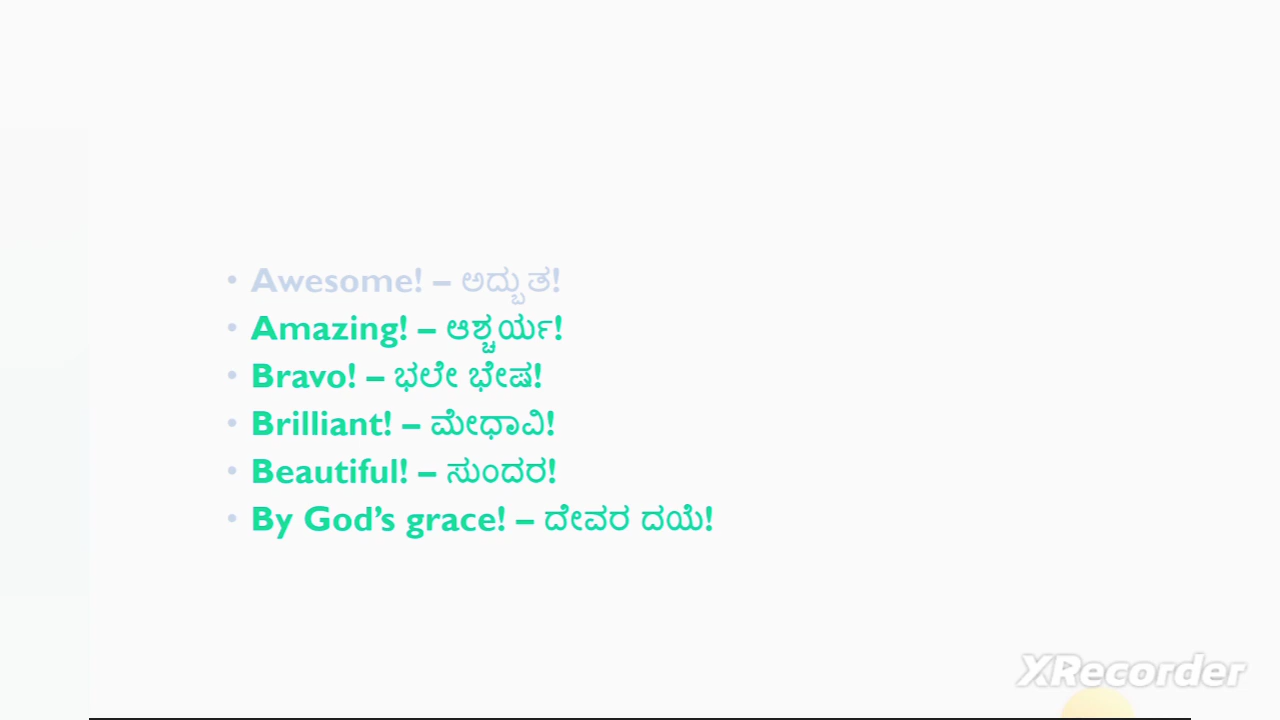 • Awesome! – ಅದ್ಬುತ!
• Amazing! – ಆಶ್ಚರ್ಯ!
• Bravo! – ಭಲೇ ಭೇಷ!
• Brilliant! – ಮೇಧಾವಿ!
• Beautiful! – ಸುಂದರ!
• By God’s grace! – ದೇವರ ದಯೆ!
XRecorder